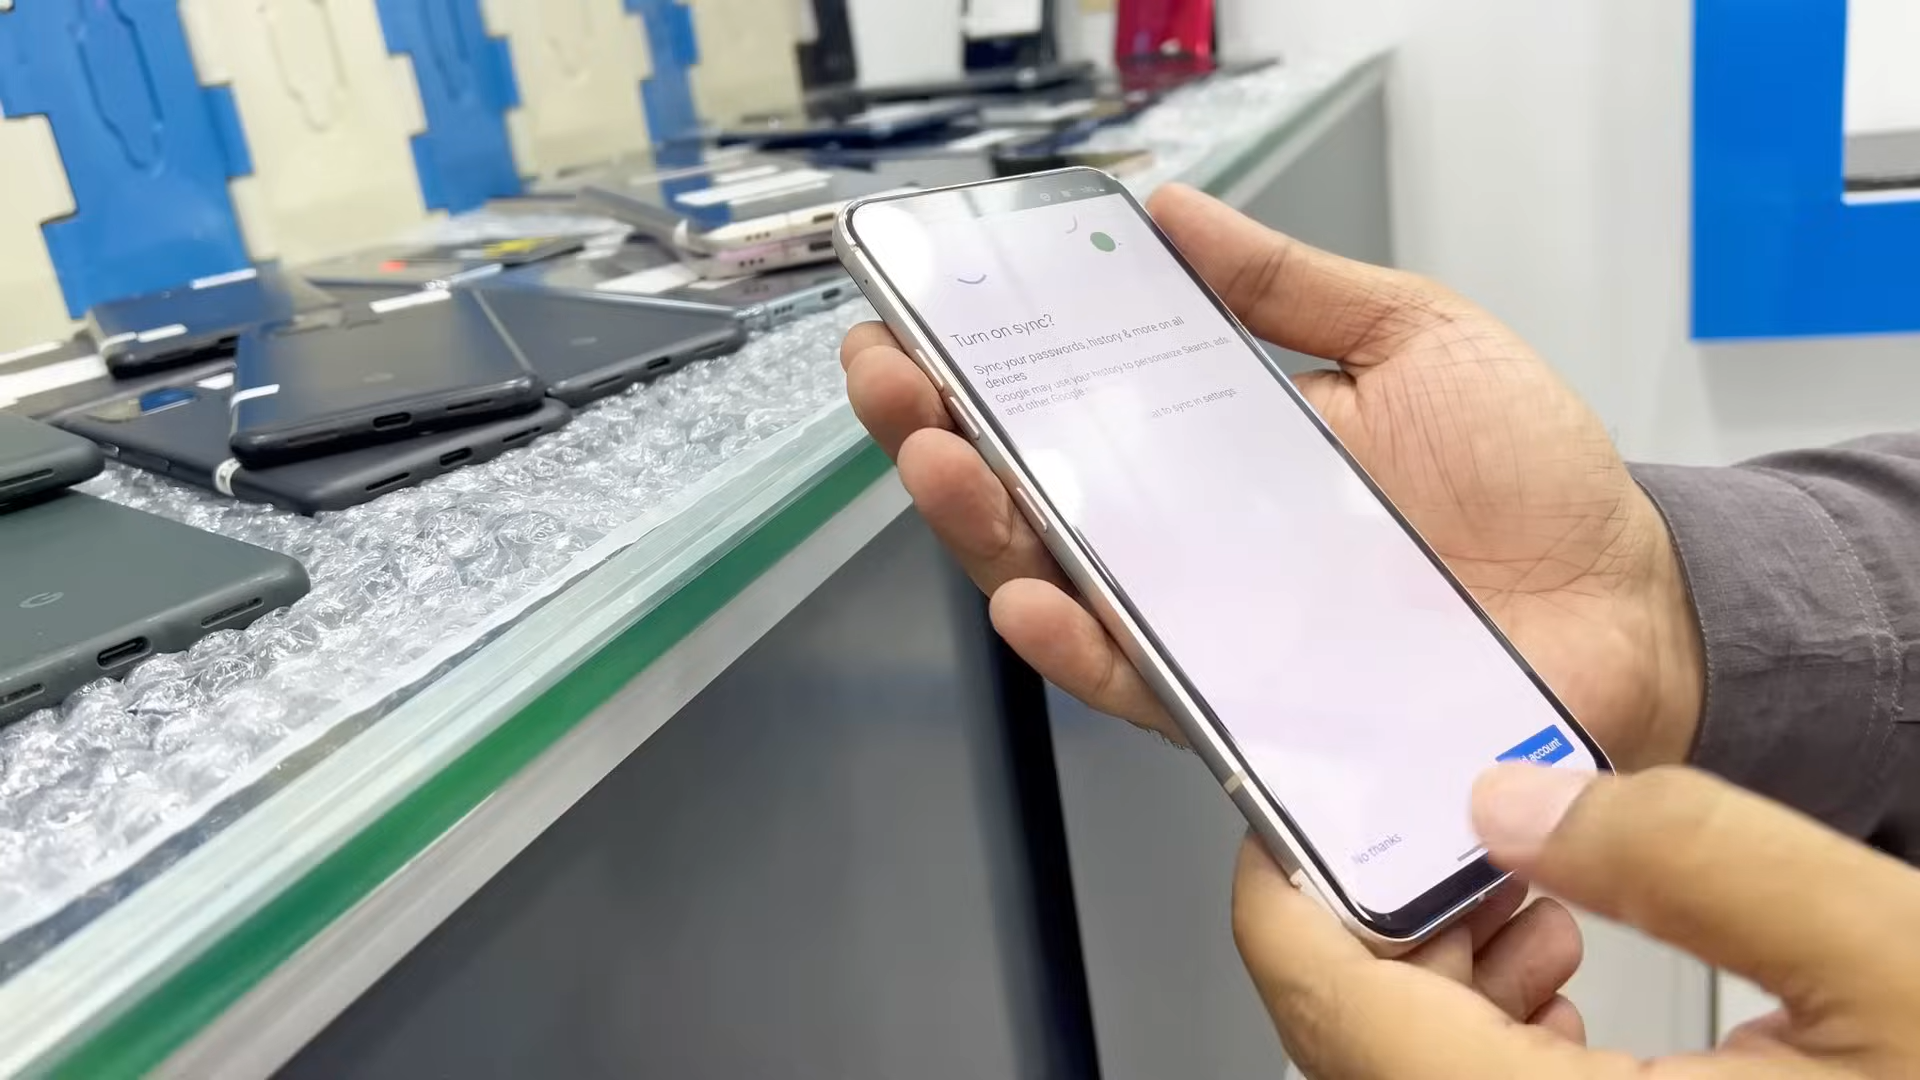 Turn on sync?
Sync your passwords, history & more on all
devices
Google may use your history to personalize Search, ads,
and other Google
to sync in settings
account
No thanks
G